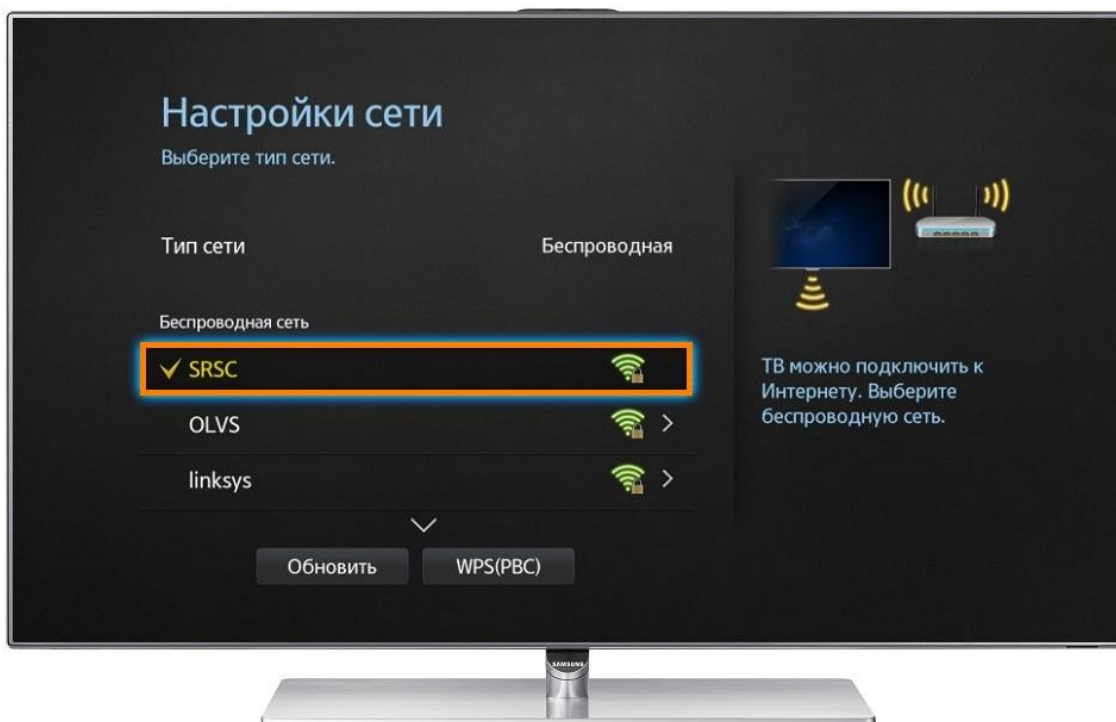 Настройки сети
Выберите тип сети.
Тип сети Беспроводная
Беспроводная сеть
SRSC
OLVS
linksys
Обновить WPS(PBC)
ТВ можно подключить к
Интернету. Выберите
беспроводную сеть.
SAMSUNG